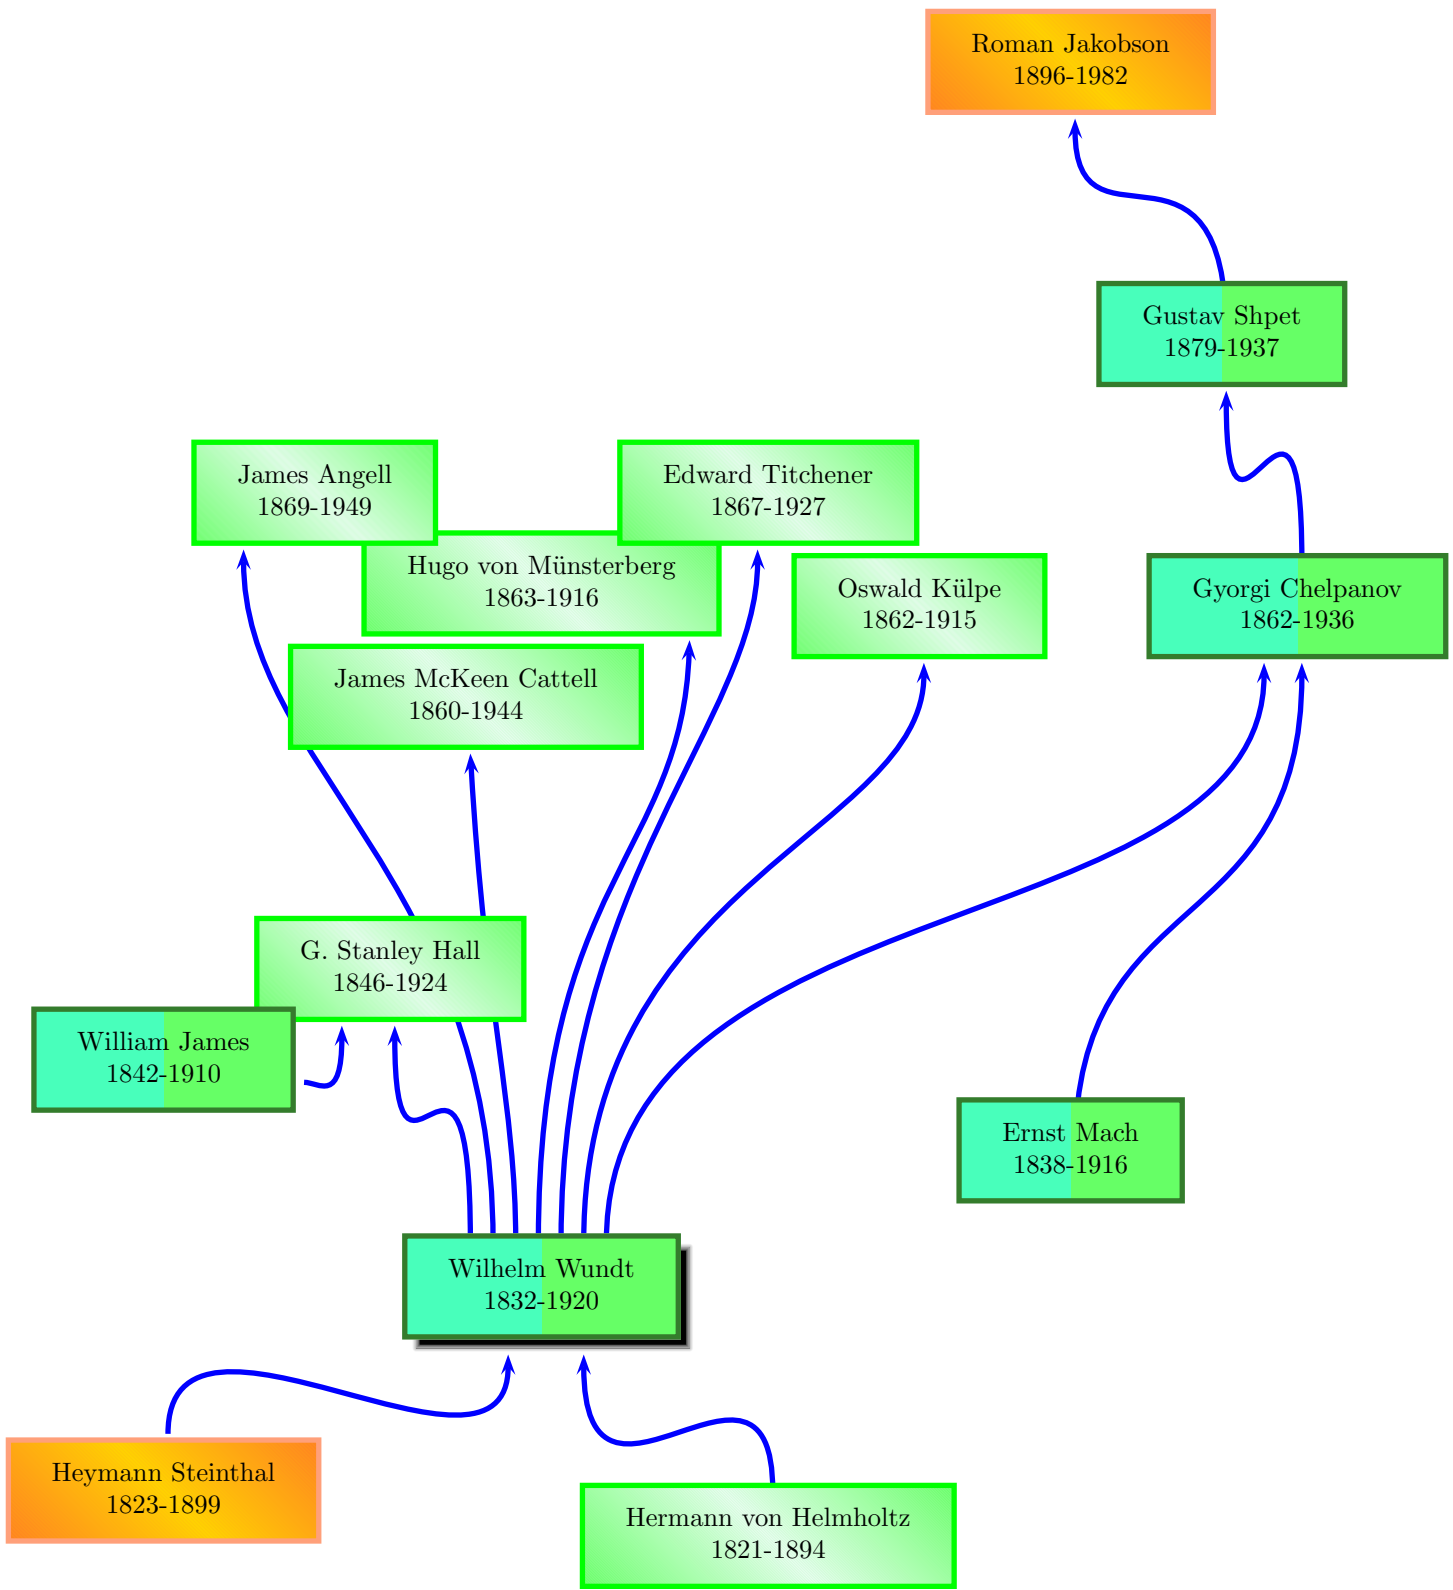 Roman Jakobson
1896-1982
Gustav Shpet
1879-1937
James Angell
1869-1949
Edward Titchener
1867-1927
Hugo von Münsterberg
1863-1916
Oswald Külpe
1862-1915
Gyorgi Chelpanov
1862-1936
James McKeen Cattell
1860-1944
G. Stanley Hall
1846-1924
William James
1842-1910
Ernst Mach
1838-1916
Wilhelm Wundt
1832-1920
Heymann Steinthal
1823-1899
Hermann von Helmholtz
1821-1894